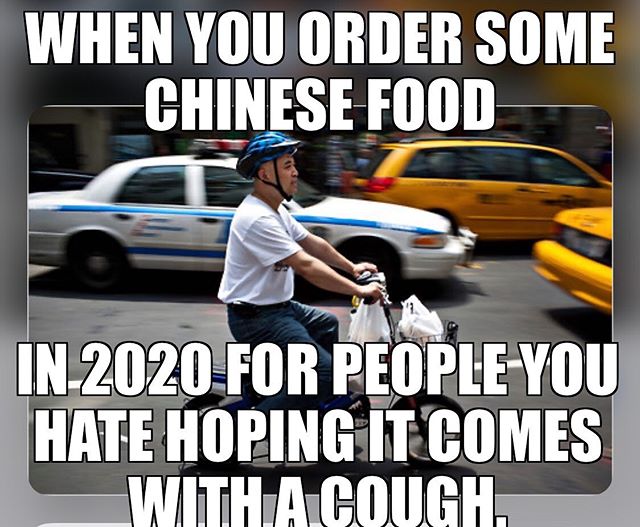 WHEN YOU ORDER SOME
CHINESE FOOD
IN 2020 FOR PEOPLE YOU
HATE HOPING IT COMES
WITH A COUGH.